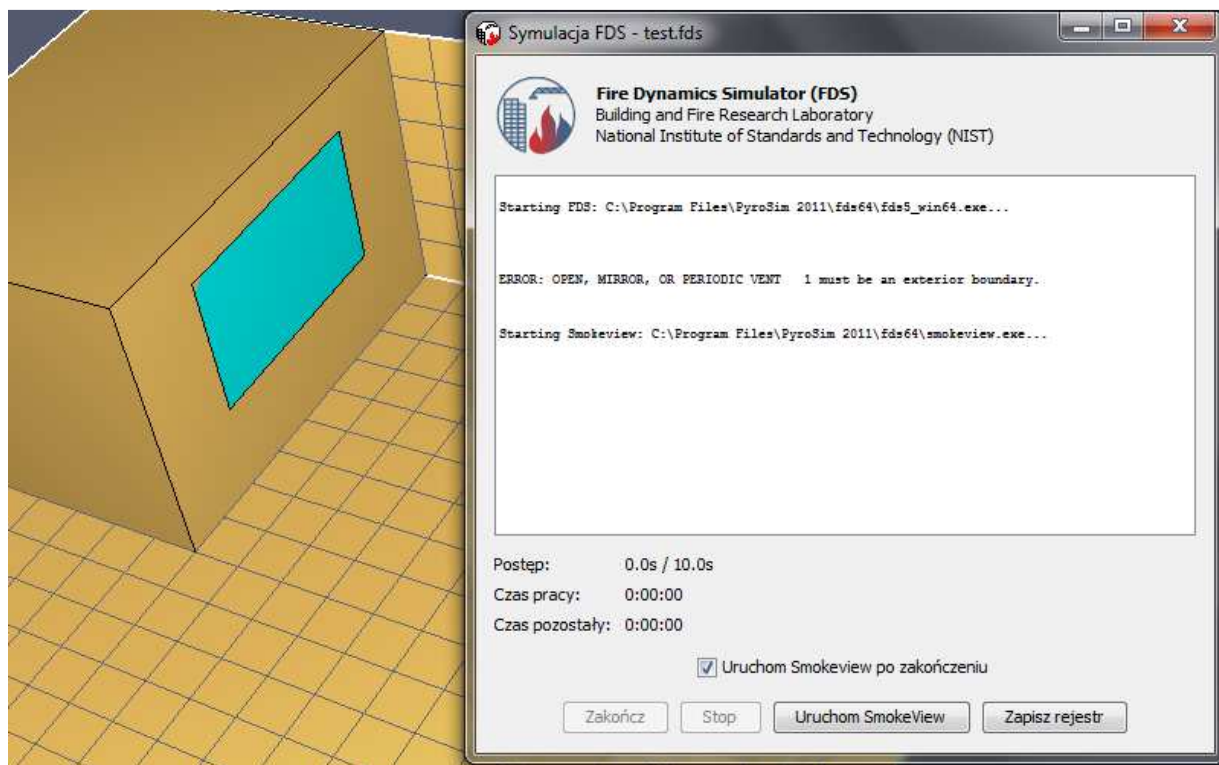 Symulacja FDS - test.fds
Fire Dynamics Simulator (FDS)
Building and Fire Research Laboratory
National Institute of Standards and Technology (NIST)
Starting FDS: C:\Program Files\PyroSim 2011\fds64\fds5_win64.exe...
ERROR: OPEN, MIRROR, OR PERIODIC VENT 1 must be an exterior boundary.
Starting Smokeview: C:\Program Files\PyroSim 2011\fds64\smokeview.exe...
Postęp: 0.0s / 10.0s
Czas pracy: 0:00:00
Czas pozostały: 0:00:00
Uruchom Smokeview po zakończeniu
Zakończ Stop Uruchom SmokeView Zapisz rejestr